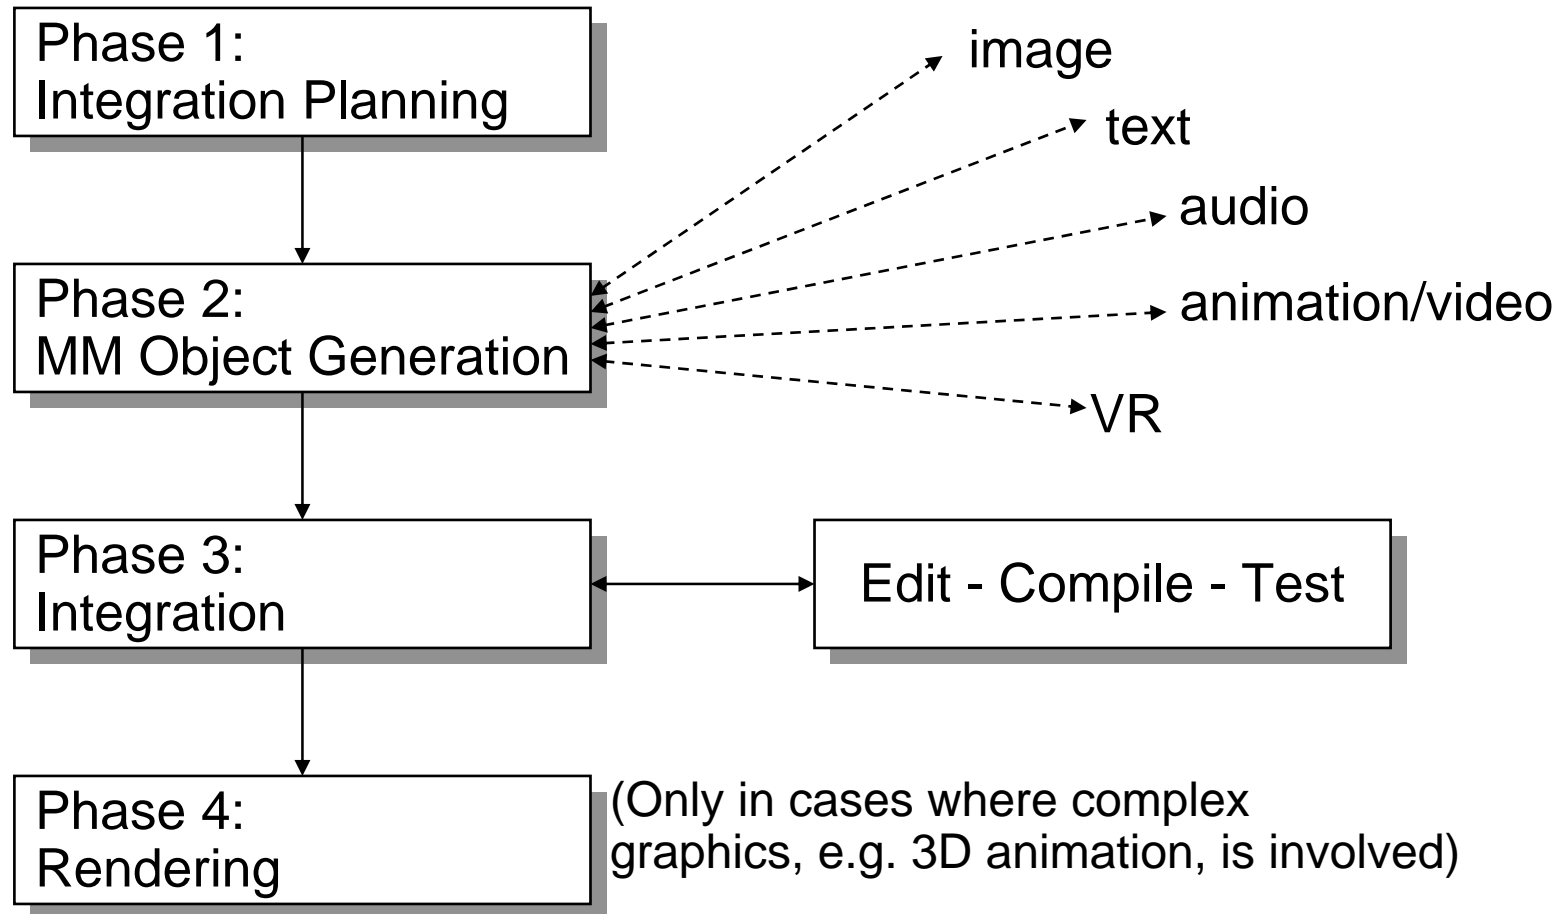 Phase 1:
Integration Planning
image
text
audio
animation/video
VR
Phase 2:
MM Object Generation
Phase 3:
Integration
Edit - Compile - Test
Phase 4:
Rendering
(Only in cases where complex
graphics, e.g. 3D animation, is involved)